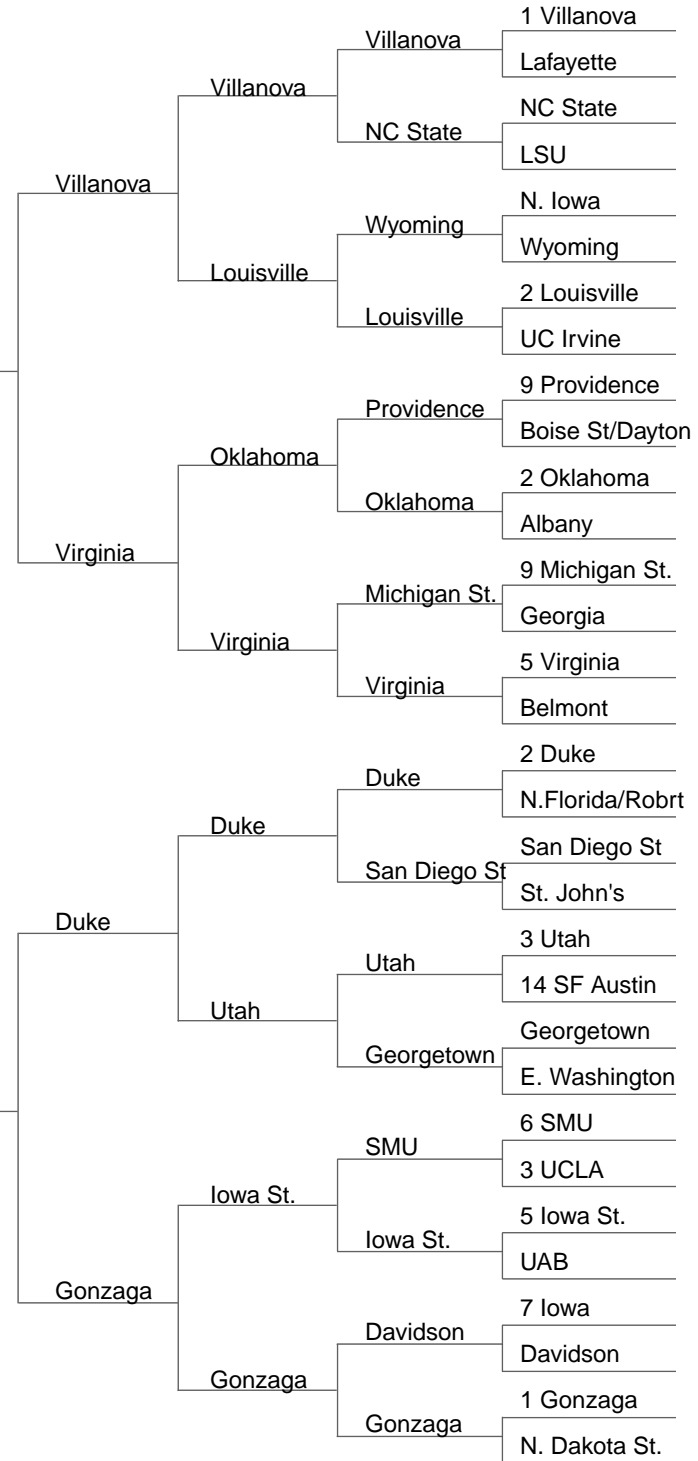 1 Villanova
Villanova
Lafayette
Villanova
NC State
NC State
LSU
Villanova
N. Iowa
Wyoming
Wyoming
Louisville
2 Louisville
Louisville
UC Irvine
9 Providence
Providence
Boise St/Dayton
Oklahoma
2 Oklahoma
Oklahoma
Albany
Virginia
9 Michigan St.
Michigan St.
Georgia
Virginia
5 Virginia
Virginia
Belmont
2 Duke
Duke
N.Florida/Robrt
Duke
San Diego St
San Diego St
St. John's
Duke
3 Utah
Utah
14 SF Austin
Utah
Georgetown
Georgetown
E. Washington
6 SMU
SMU
3 UCLA
Iowa St.
5 Iowa St.
Iowa St.
UAB
Gonzaga
7 Iowa
Davidson
Davidson
Gonzaga
1 Gonzaga
Gonzaga
N. Dakota St.